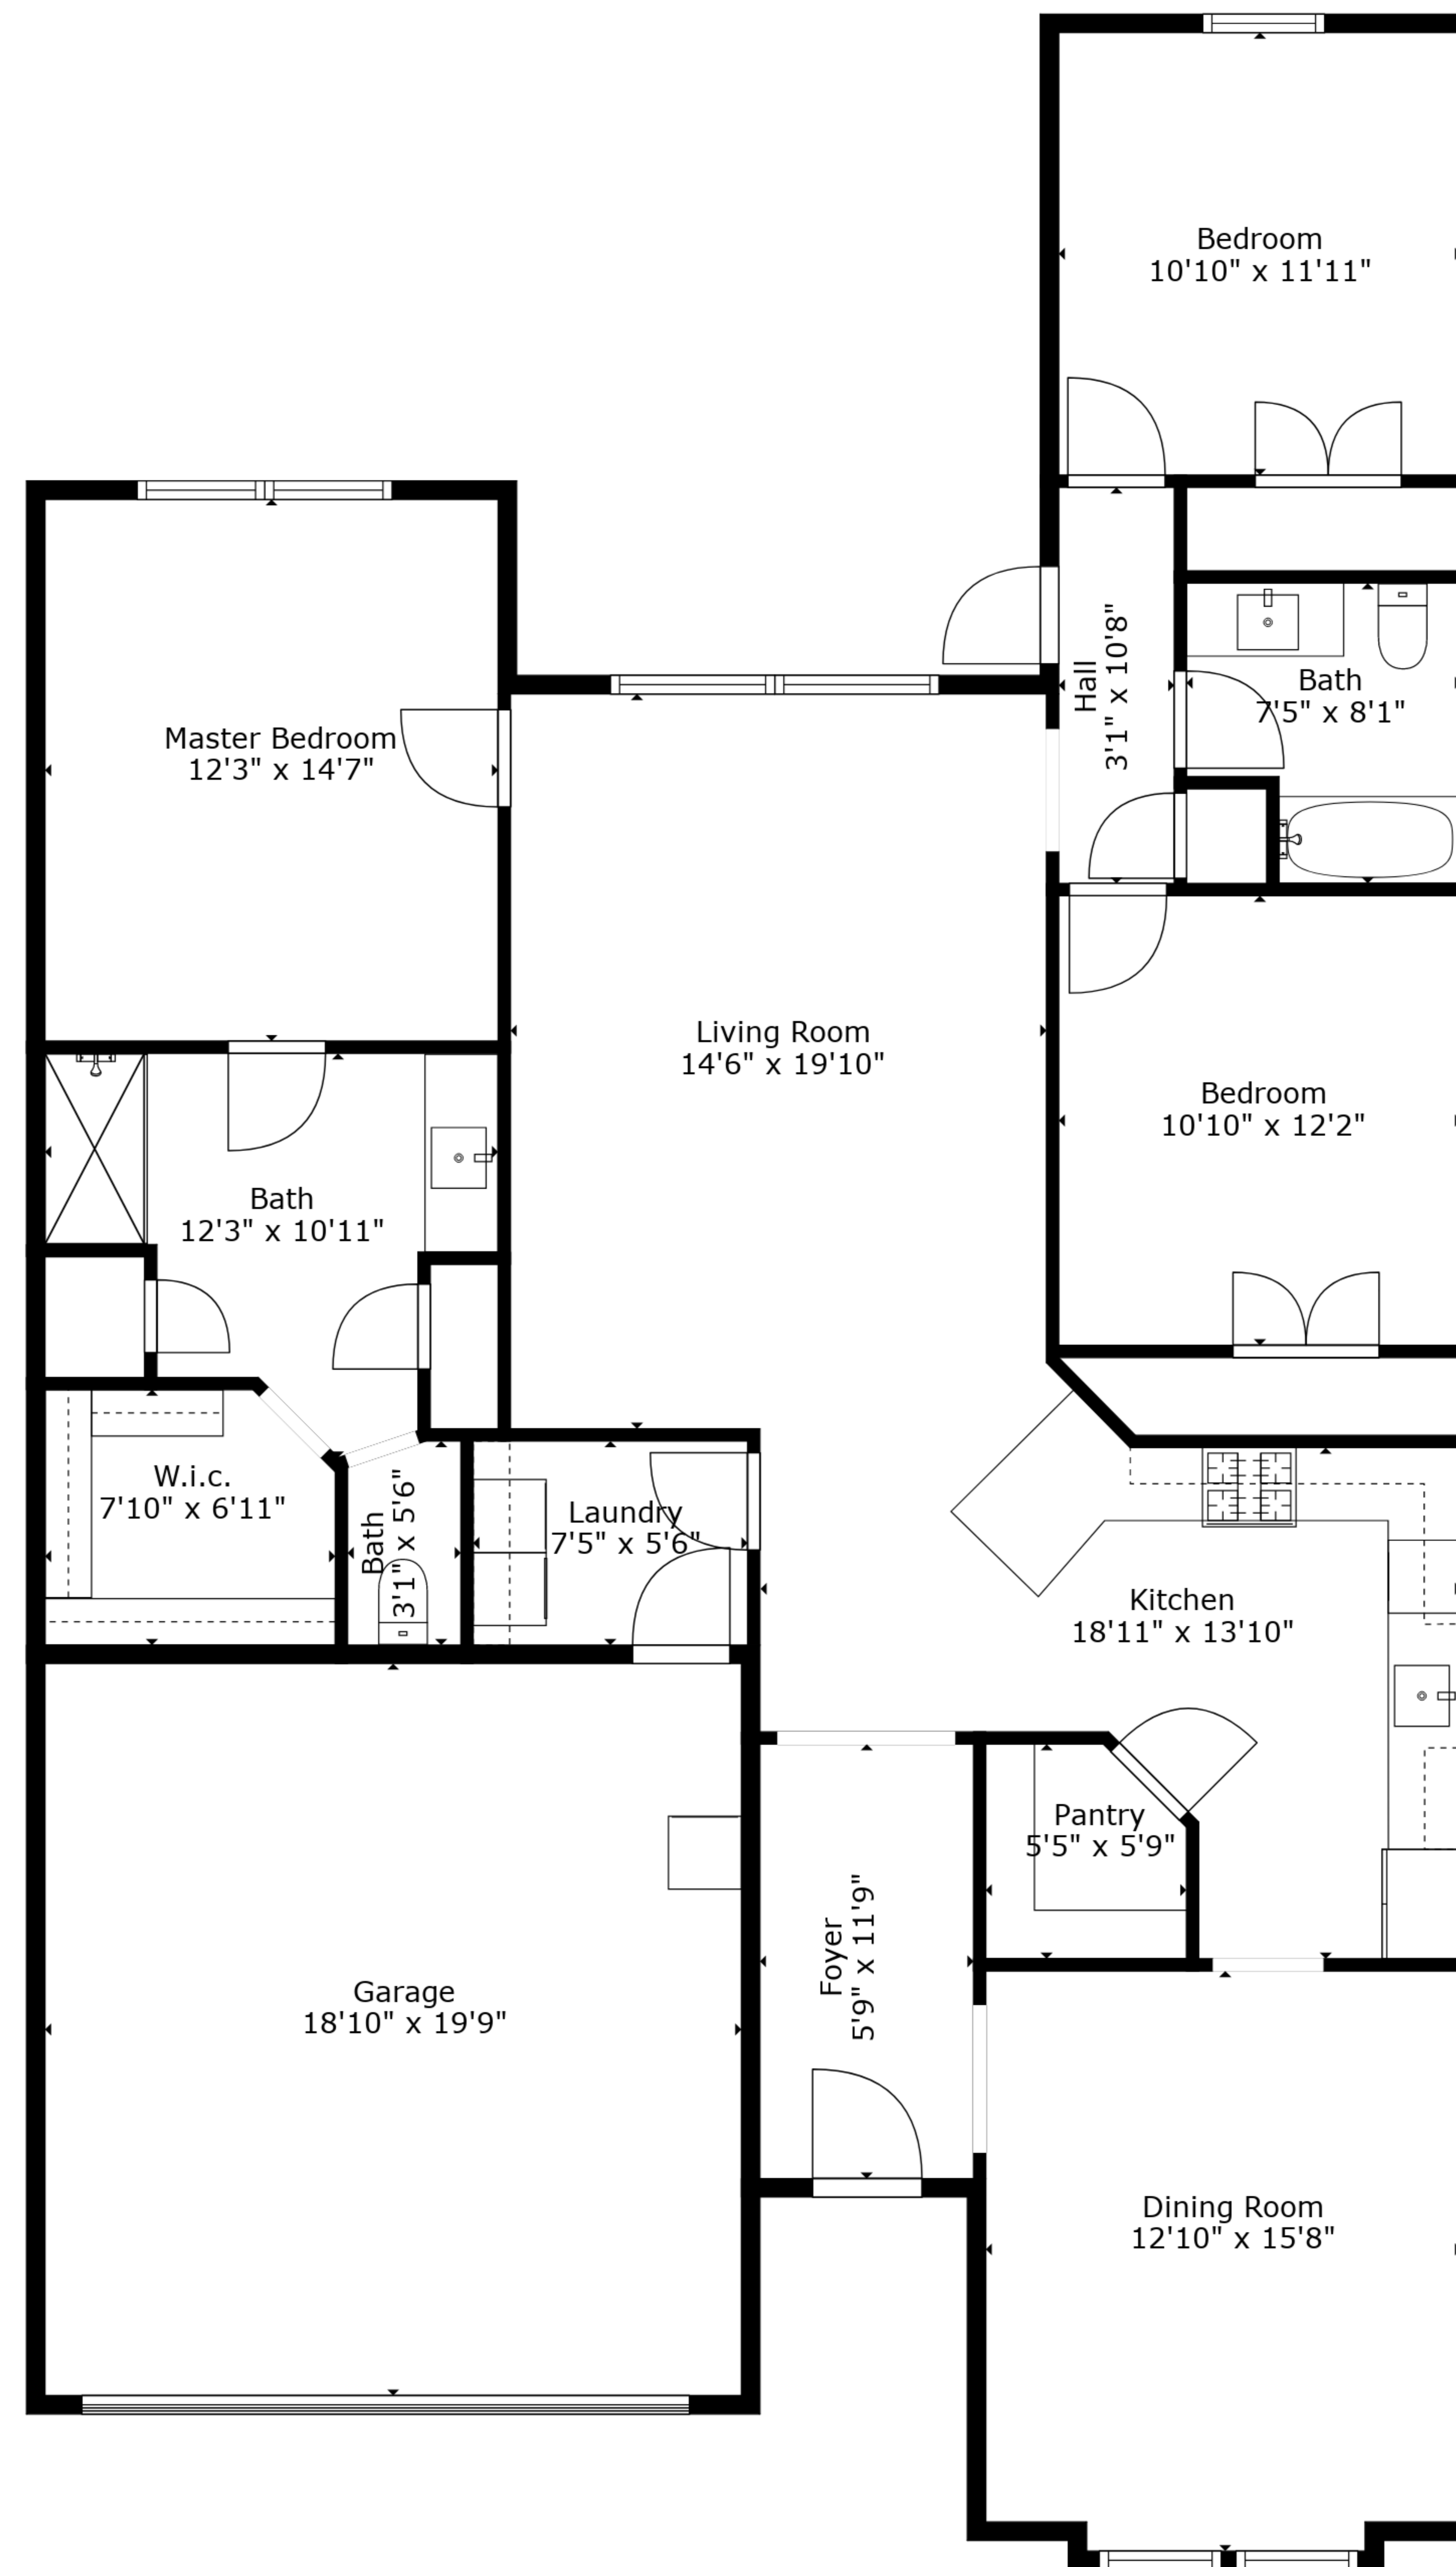 Bedroom
10'10" x 11'11"
Hall
3'1" x 10'8"
Bath
7'5" x 8'1"
Master Bedroom
12'3" x 14'7"
Living Room
14'6" x 19'10"
Bedroom
10'10" x 12'2"
Bath
12'3" x 10'11"
W.i.c.
7'10" x 6'11"
Bath
3'1" x 5'6"
Laundry
7'5" x 5'6"
Kitchen
18'11" x 13'10"
Pantry
5'5" x 5'9"
Foyer
5'9" x 11'9"
Garage
18'10" x 19'9"
Dining Room
12'10" x 15'8"